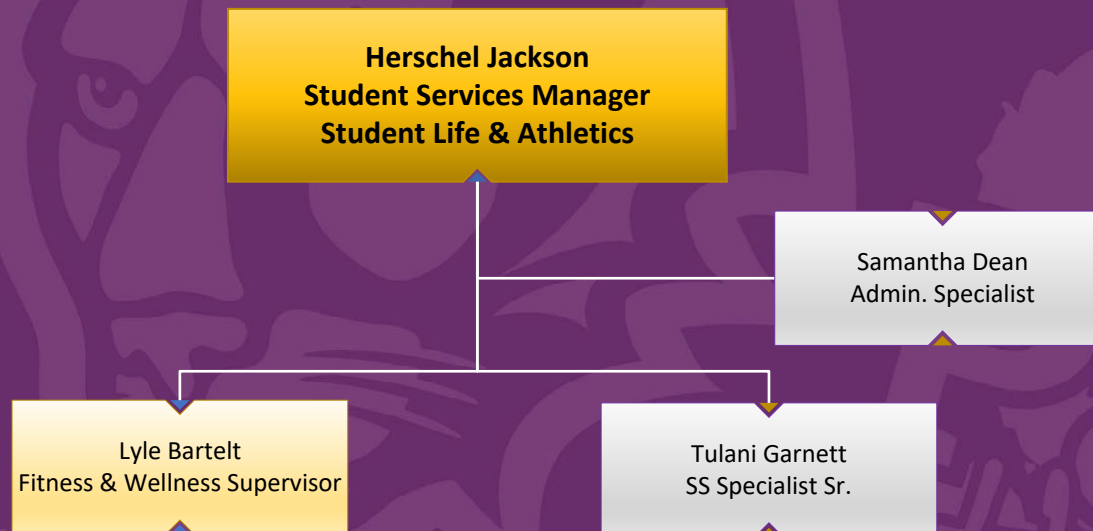 Herschel Jackson
Student Services Manager
Student Life & Athletics
Samantha Dean
Admin. Specialist
Lyle Bartelt
Fitness & Wellness Supervisor
Tulani Garnett
SS Specialist Sr.